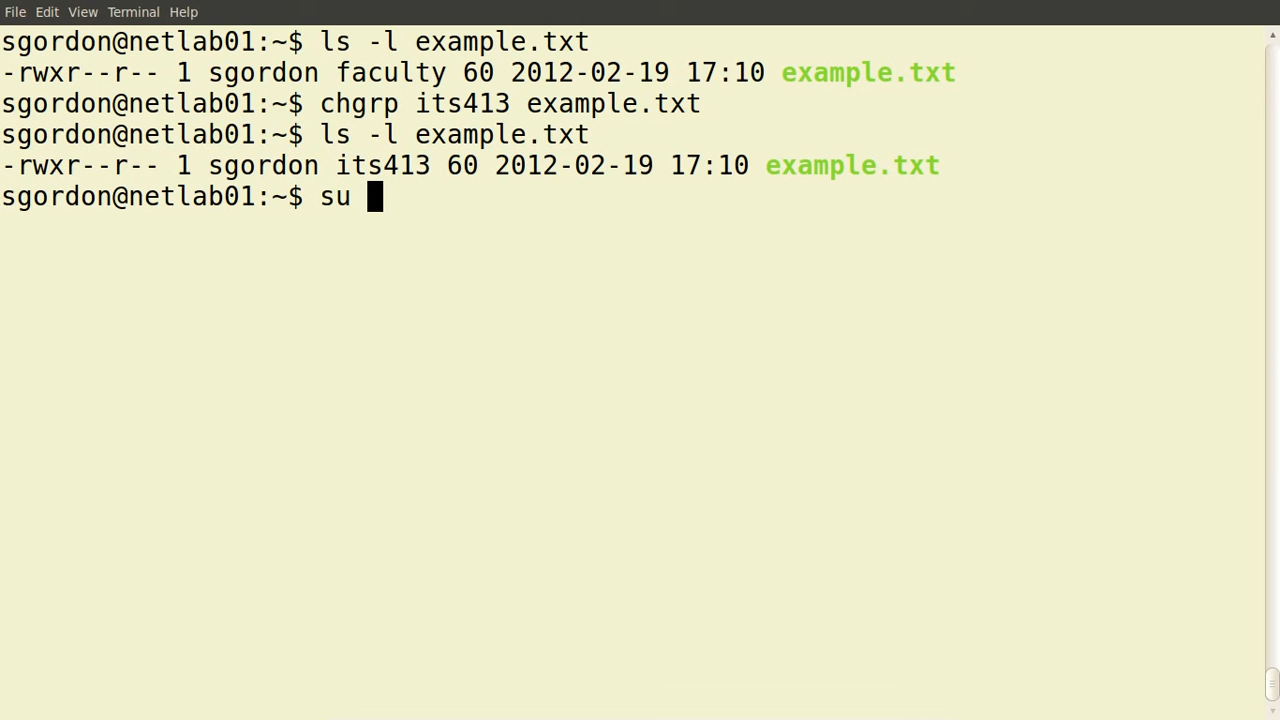 File Edit View Terminal Help
sgordon@netlab01:~$ ls -l example.txt
-rwxr--r-- 1 sgordon faculty 60 2012-02-19 17:10 example.txt
sgordon@netlab01:~$ chgrp its413 example.txt
sgordon@netlab01:~$ ls -l example.txt
-rwxr--r-- 1 sgordon its413 60 2012-02-19 17:10 example.txt
sgordon@netlab01:~$ su